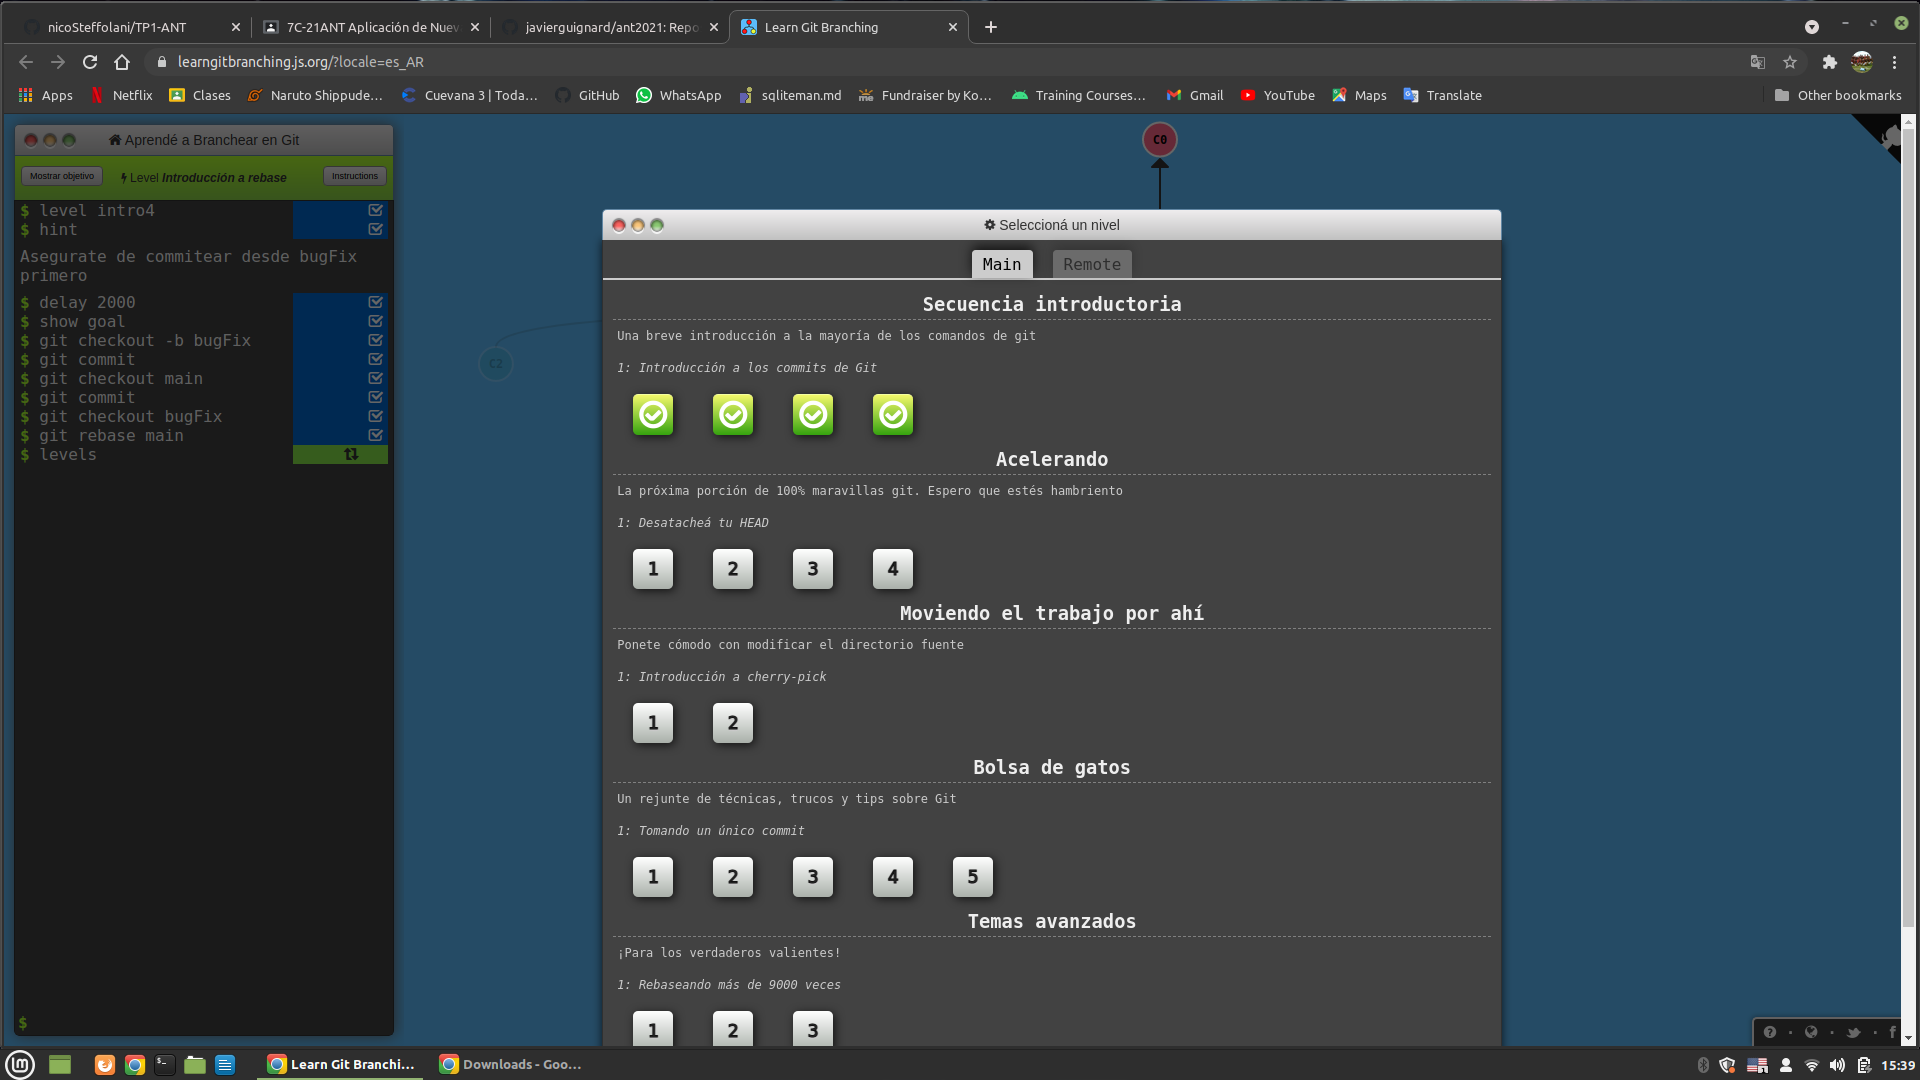 nicoSteffolani/TP1-ANT
7C-21ANT Aplicación de Nuev
javierguignard/ant2021: Repo
Learn Git Branching
learngitbranching.js.org/?locale=es_AR
Apps
Netflix
Clases
Naruto Shippude...
Cuevana 3 | Toda...
GitHub
WhatsApp
sqliteman.md
Fundraiser by Ko...
Training Courses...
Gmail
YouTube
Maps
Translate
Other bookmarks
Aprendé a Branchear en Git
Mostrar objetivo
Level Introducción a rebase
Instructions
$ level intro4
$ hint
Asegurate de commitear desde bugFix
primero
$ delay 2000
$ show goal
$ git checkout -b bugFix
$ git commit
$ git checkout main
$ git commit
$ git checkout bugFix
$ git rebase main
$ levels
$
C0
C2
Seleccioná un nivel
Main
Remote
Secuencia introductoria
Una breve introducción a la mayoría de los comandos de git
1: Introducción a los commits de Git
Acelerando
La próxima porción de 100% maravillas git. Espero que estés hambriento
1: Desatacheá tu HEAD
1 2 3 4
Moviendo el trabajo por ahí
Ponete cómodo con modificar el directorio fuente
1: Introducción a cherry-pick
1 2
Bolsa de gatos
Un rejunte de técnicas, trucos y tips sobre Git
1: Tomando un único commit
1 2 3 4 5
Temas avanzados
¡Para los verdaderos valientes!
1: Rebaseando más de 9000 veces
1 2 3
Learn Git Branchi...
Downloads - Goo...
15:39